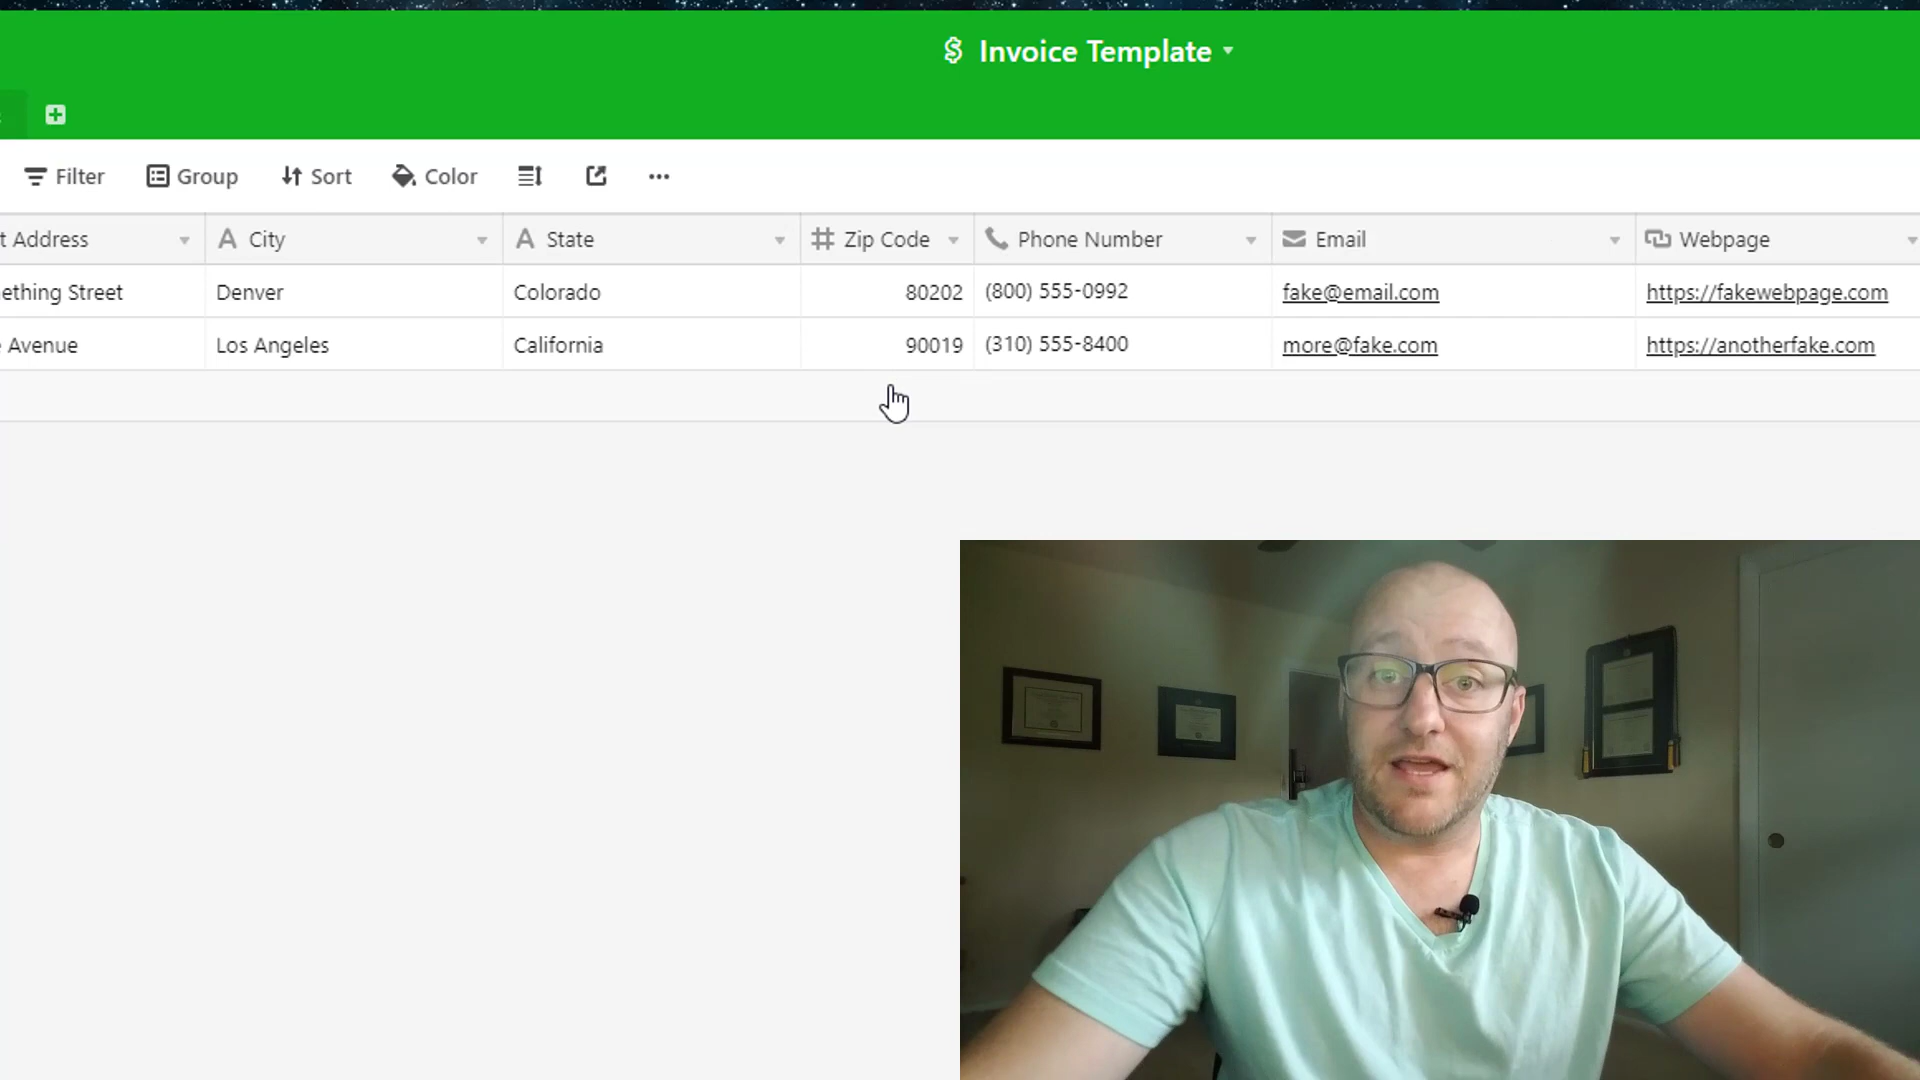 Invoice Template
Filter Group Sort Color
t Address City State Zip Code Phone Number Email Webpage
ething Street Denver Colorado 80202 (800) 555-0992 fake@email.com https://fakewebpage.com
Avenue Los Angeles California 90019 (310) 555-8400 more@fake.com https://anotherfake.com